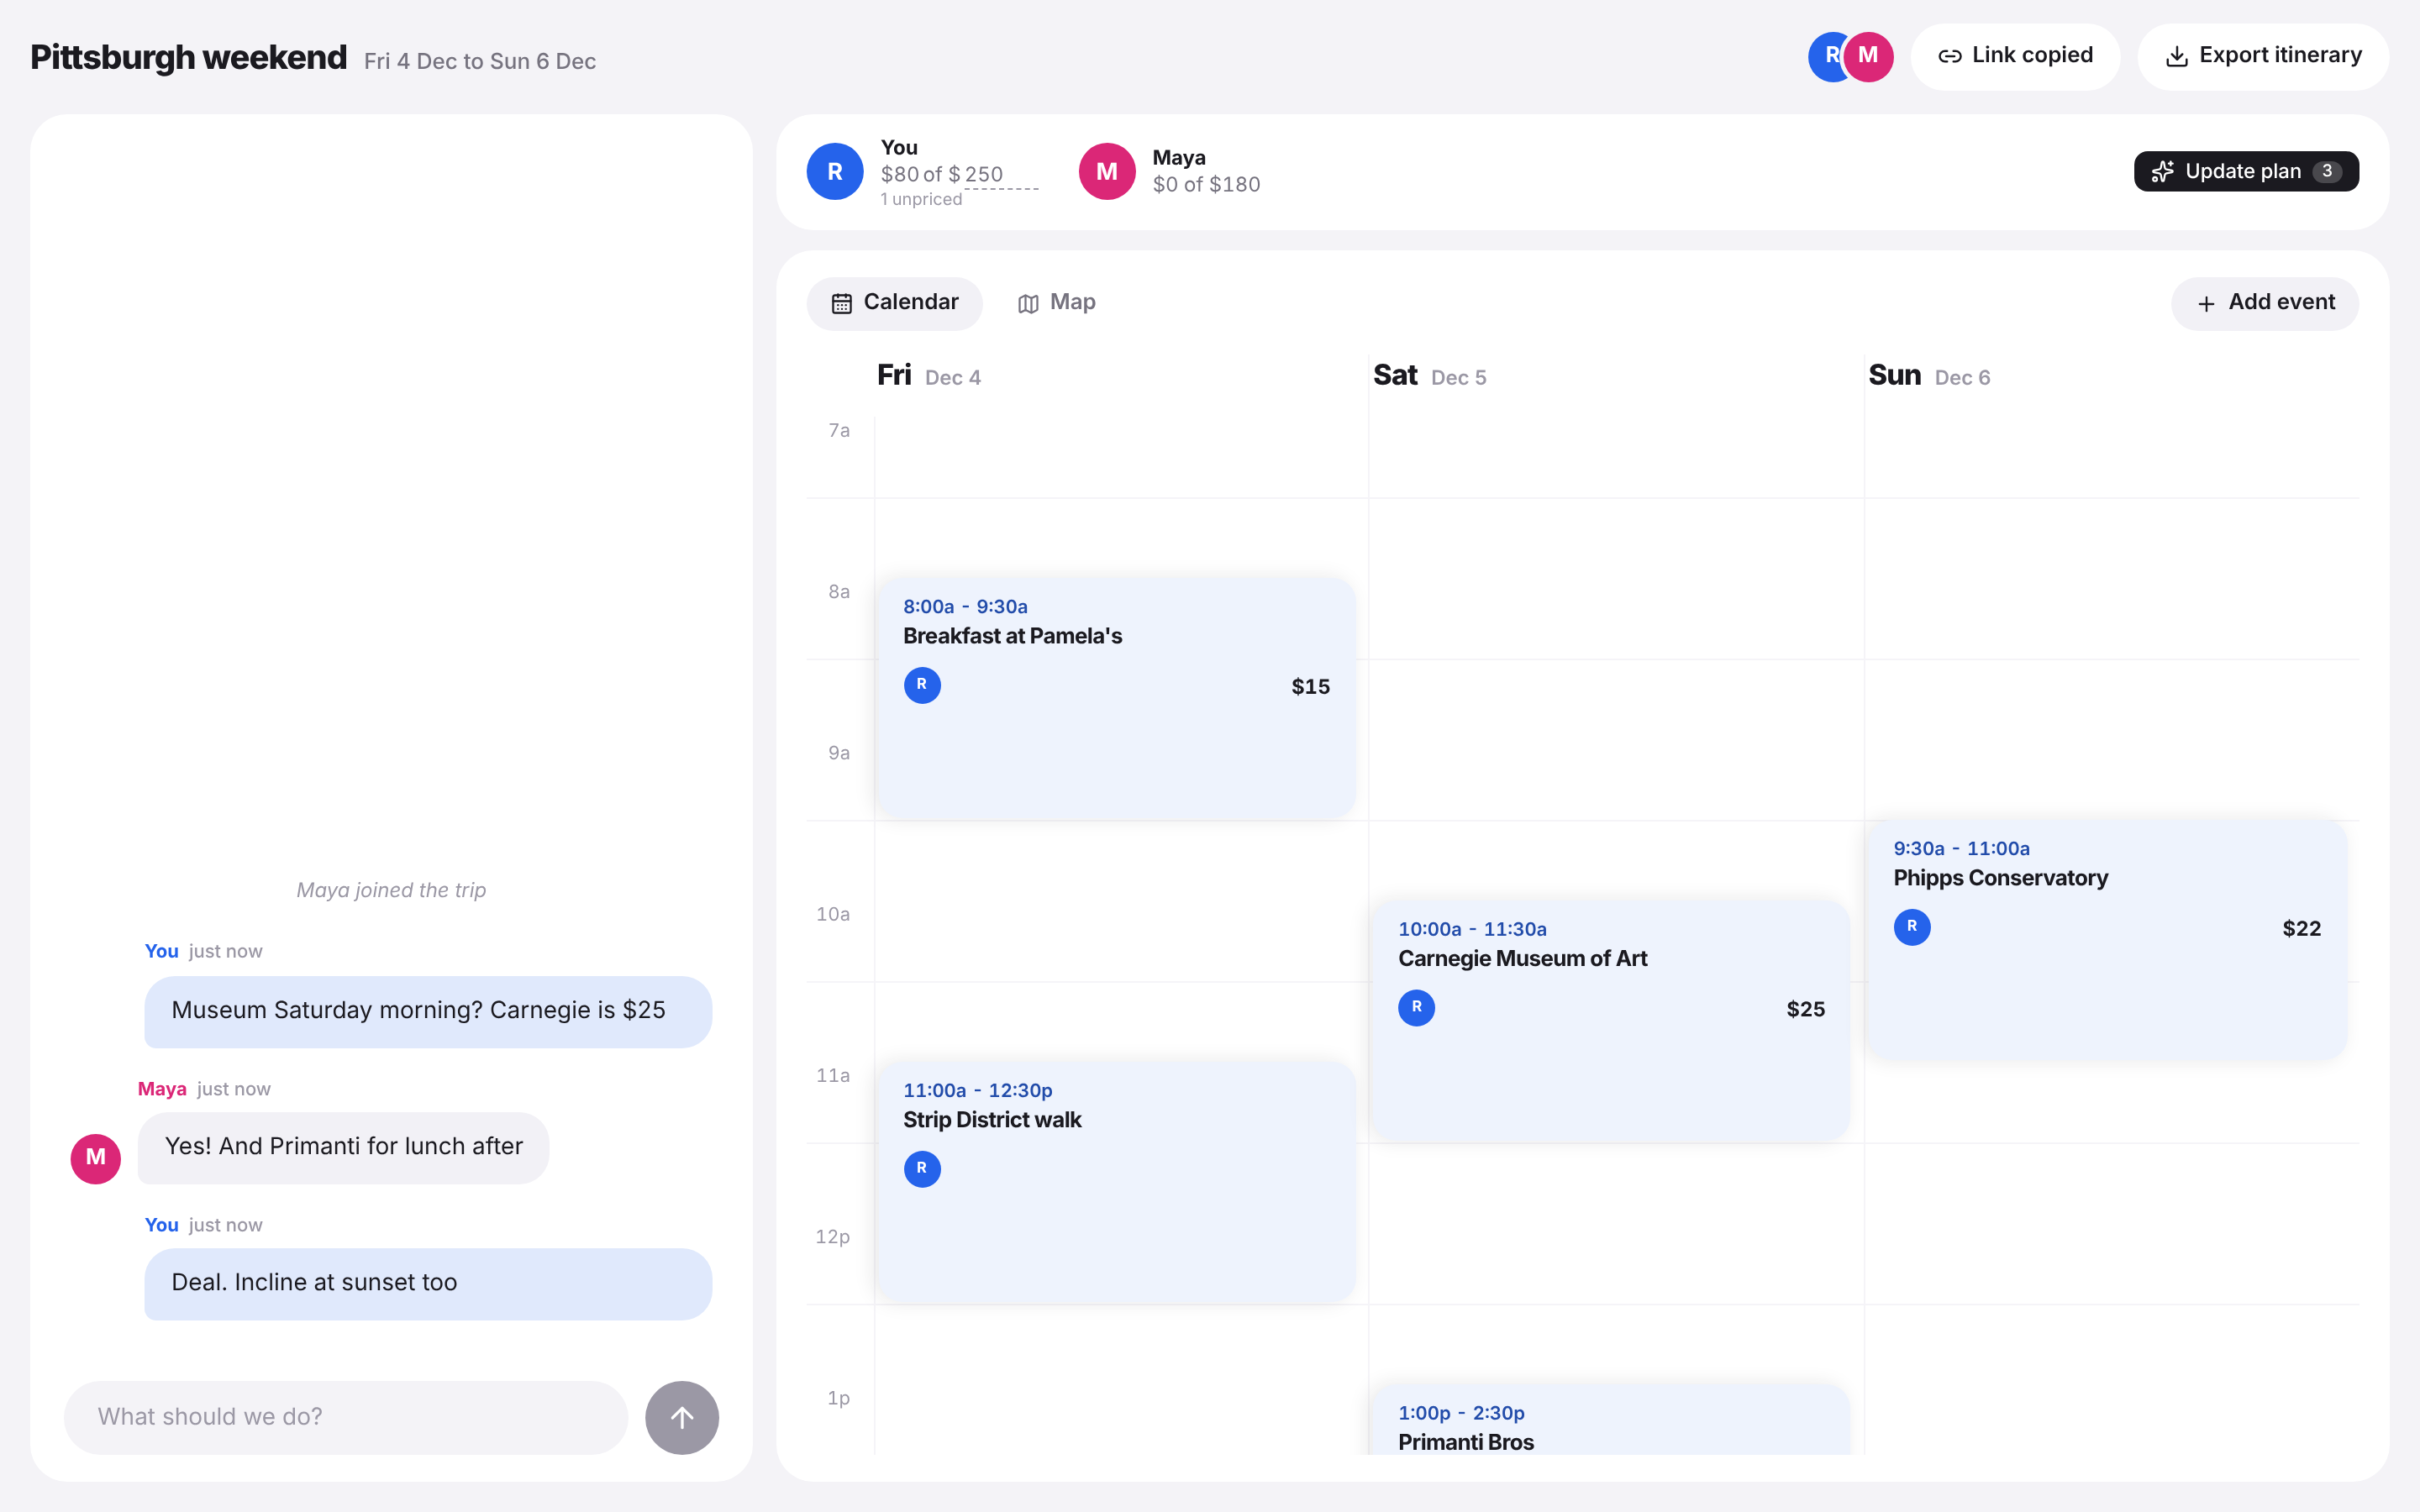 Pittsburgh weekend Fri 4 Dec to Sun 6 Dec
R M Link copied Export itinerary
Maya joined the trip
You just now
Museum Saturday morning? Carnegie is $25
Maya just now
M Yes! And Primanti for lunch after
You just now
Deal. Incline at sunset too
What should we do?
R
You
$80 of $ 250
1 unpriced
M
Maya
$0 of $180
Update plan 3
Calendar Map Add event
Fri Dec 4 Sat Dec 5 Sun Dec 6
7a
8a
9a
10a
11a
12p
1p
8:00a - 9:30a
Breakfast at Pamela's
R $15
11:00a - 12:30p
Strip District walk
R
10:00a - 11:30a
Carnegie Museum of Art
R $25
1:00p - 2:30p
Primanti Bros
9:30a - 11:00a
Phipps Conservatory
R $22